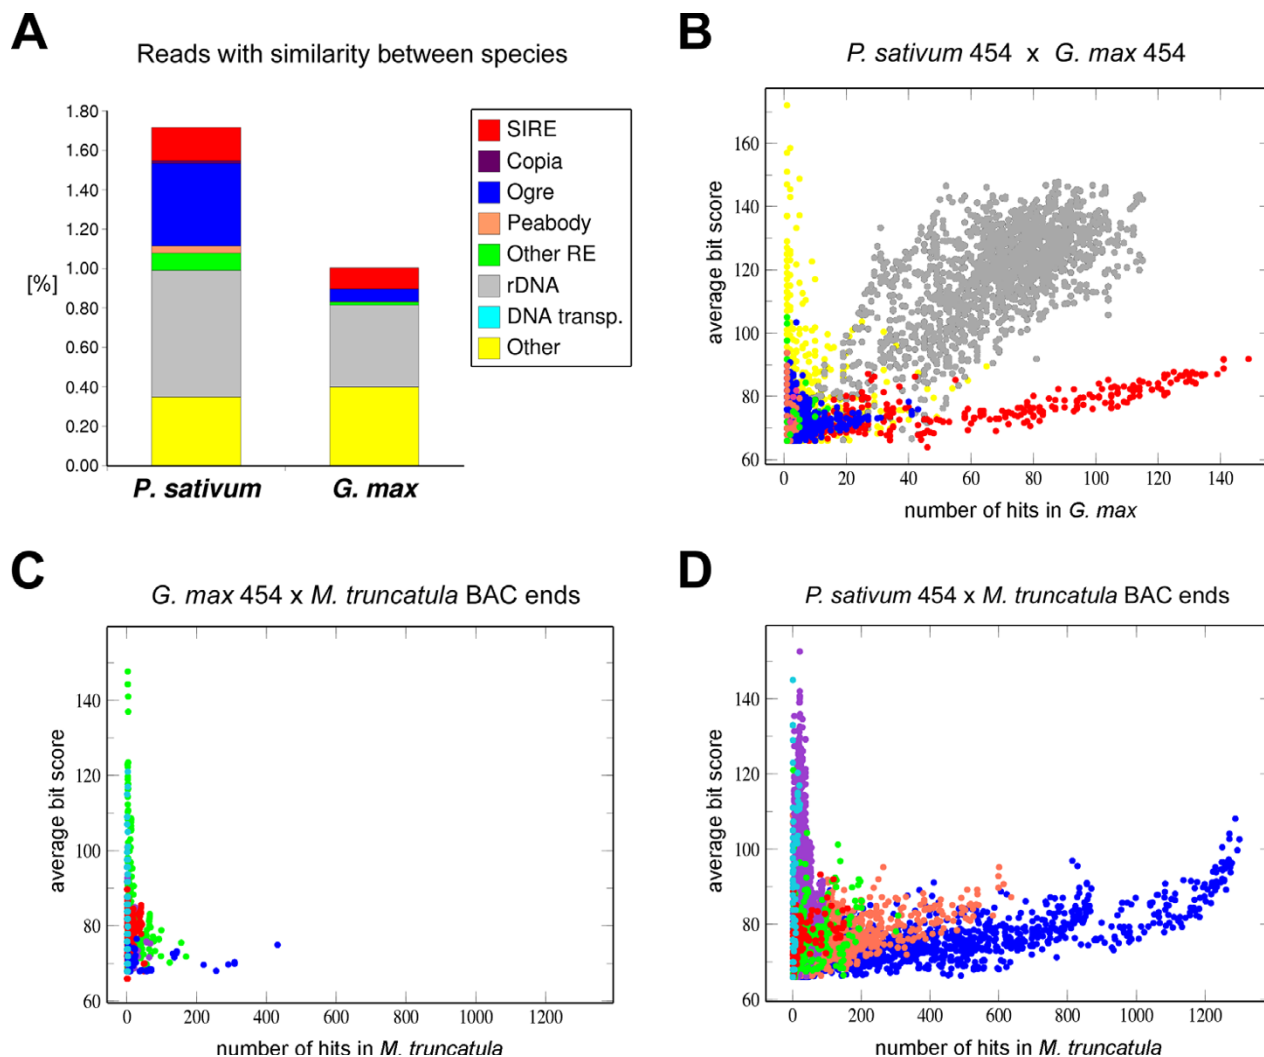 A
Reads with similarity between species
1.80
1.60
1.40
1.20
1.00
0.80
0.60
0.40
0.20
0.00
[%]
P. sativum
G. max
SIRE
Copia
Ogre
Peabody
Other RE
rDNA
DNA transp.
Other
B
P. sativum 454 x G. max 454
average bit score
160
140
120
100
80
60
0 20 40 60 80 100 120 140
number of hits in G. max
C
G. max 454 x M. truncatula BAC ends
average bit score
140
120
100
80
60
0 200 400 600 800 1000 1200
number of hits in M. truncatula
D
P. sativum 454 x M. truncatula BAC ends
average bit score
140
120
100
80
60
0 200 400 600 800 1000 1200
number of hits in M. truncatula